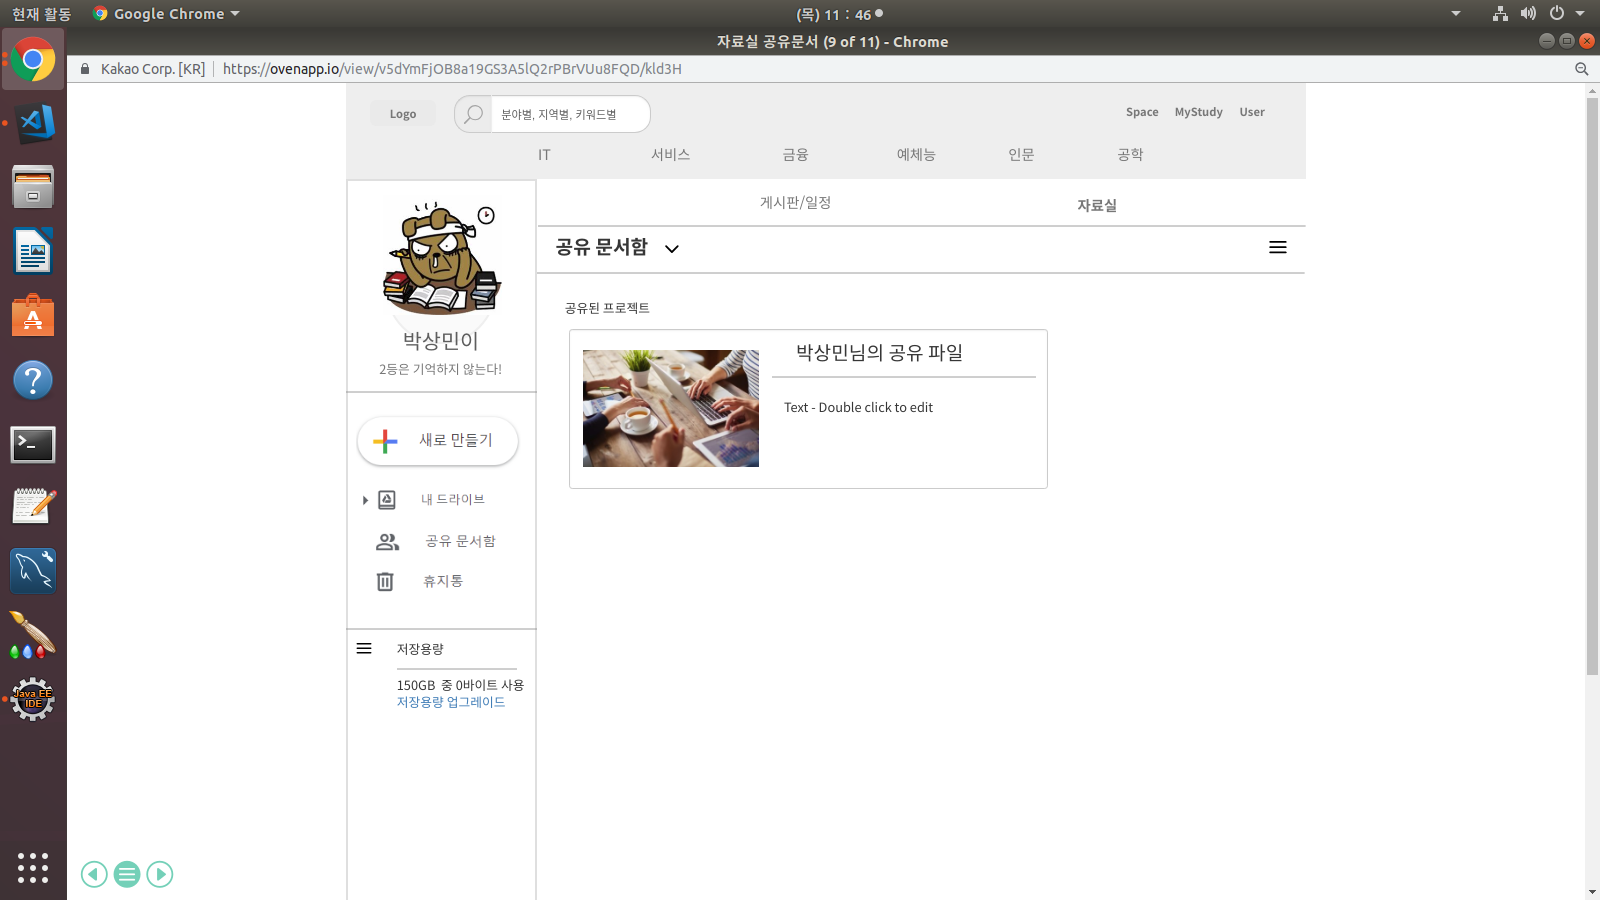 현재 활동
Google Chrome
(목) 11 : 46
자료실 공유문서 (9 of 11) - Chrome
Kakao Corp. [KR]
https://ovenapp.io/view/v5dYmFjOB8a19GS3A5lQ2rPBrVUu8FQD/kld3H
Logo
분야별, 지역별, 키워드별
Space
MyStudy
User
IT
서비스
금융
예체능
인문
공학
게시판/일정
자료실
공유 문서함
박상민이
2등은 기억하지 않는다!
새로 만들기
내 드라이브
공유 문서함
휴지통
저장용량
150GB 중 0바이트 사용
저장용량 업그레이드
공유된 프로젝트
박상민님의 공유 파일
Text - Double click to edit
Java EE
IDE